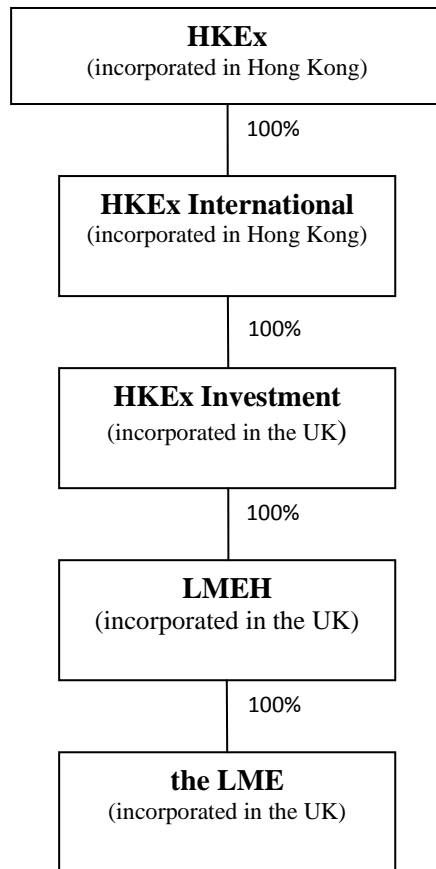 HKEx
(incorporated in Hong Kong)
100%
HKEx International
(incorporated in Hong Kong)
100%
HKEx Investment
(incorporated in the UK)
100%
LMEH
(incorporated in the UK)
100%
the LME
(incorporated in the UK)